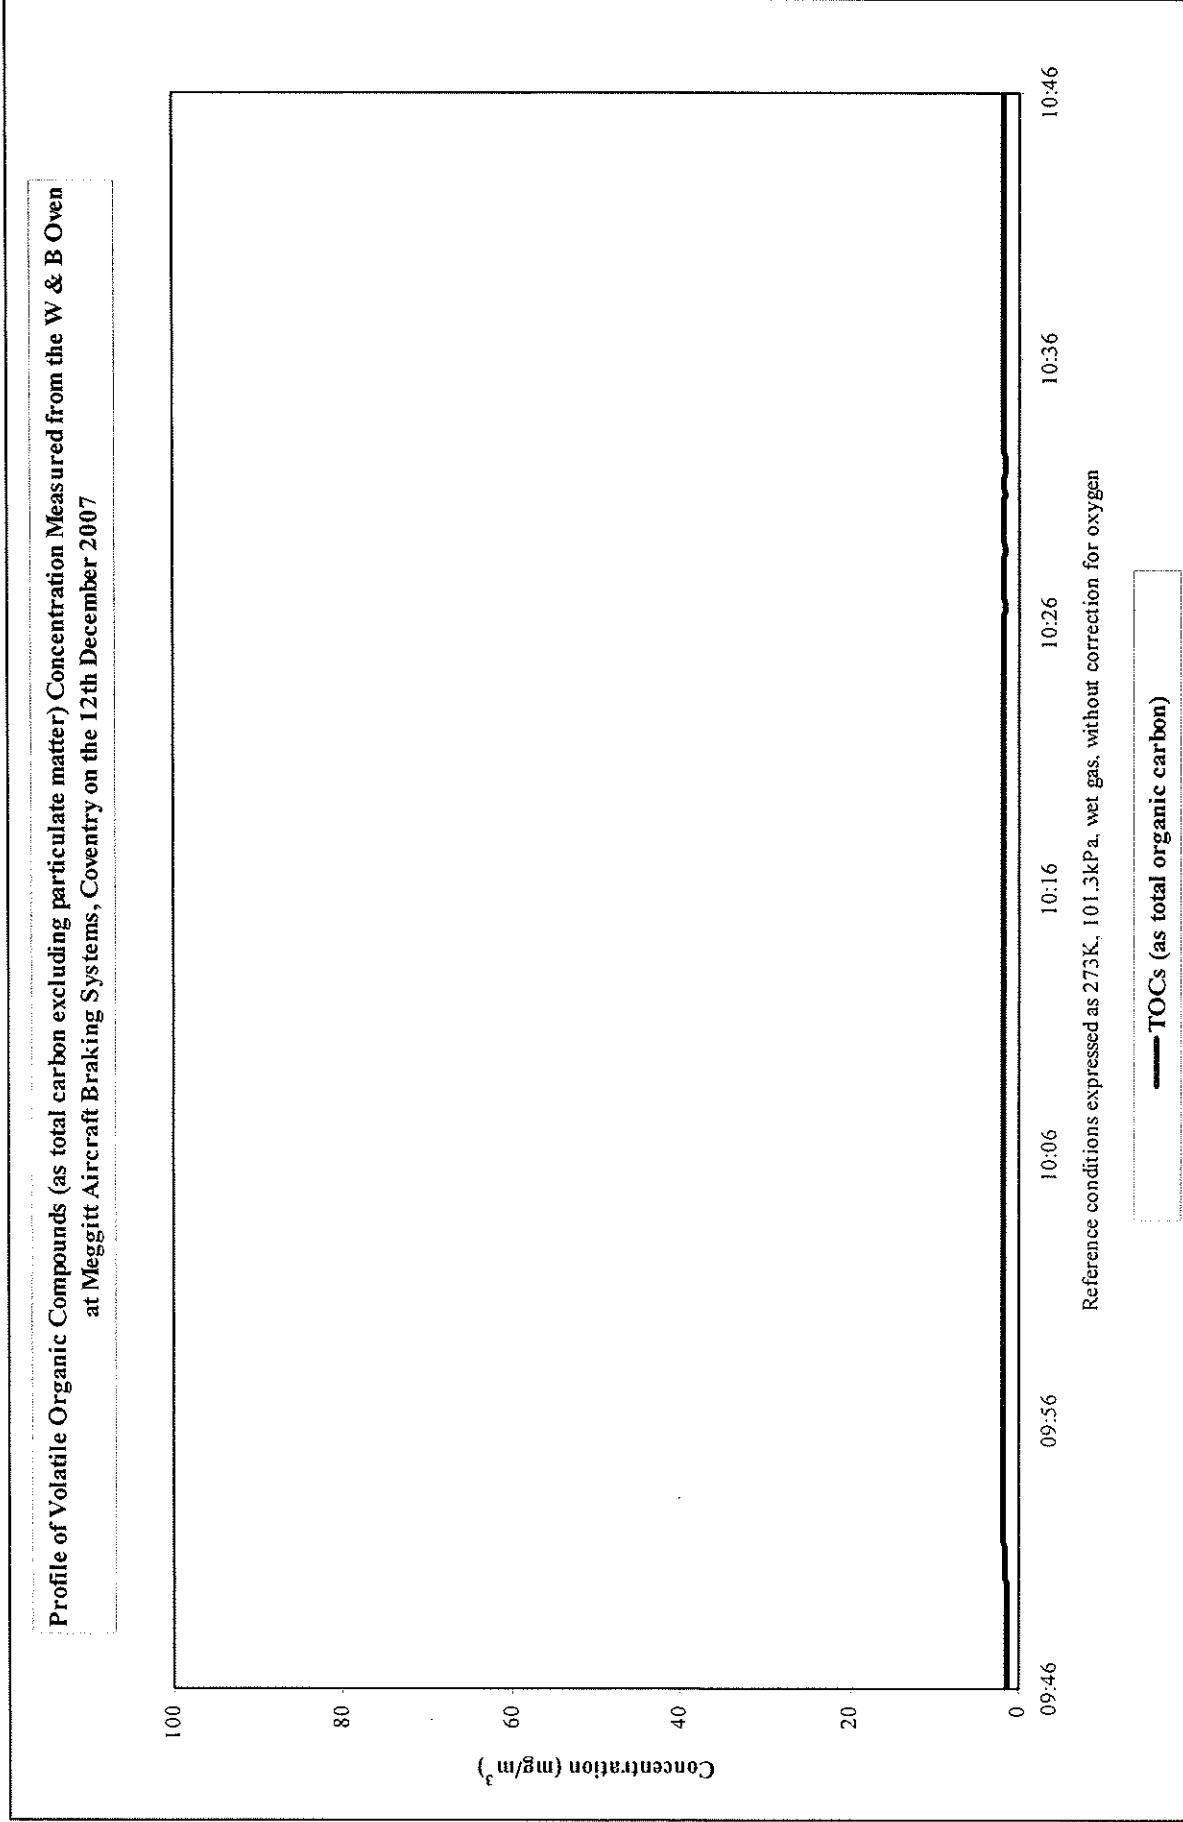 Profile of Volatile Organic Compounds (as total carbon excluding particulate matter) Concentration Measured from the W & B Oven
at Meggitt Aircraft Braking Systems, Coventry on the 12th December 2007
100
80
60
40
20
0
Concentration (mg/m³)
09:46
09:56
10:06
10:16
10:26
10:36
10:46
Reference conditions expressed as 273K, 101.3kPa, wet gas, without correction for oxygen
TOCs (as total organic carbon)